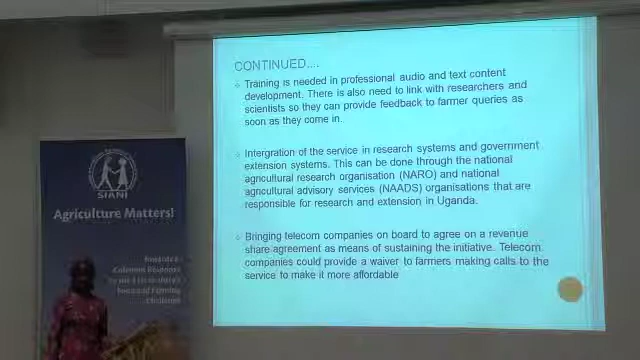 CONTINUED....
Training is needed in professional audio and text content
development. There is also need to link with researchers and
scientists so they can provide feedback to farmer queries as
soon as they come in.
Intergration of the service in research systems and government
extension systems. This can be done through the national
agricultural research organisation (NARO) and national
agricultural advisory services (NAADS) organisations that are
responsible for research and extension in Uganda.
Bringing telecom companies on board to agree on a revenue
share agreement as means of sustaining the initiative. Telecom
companies could provide a waiver to farmers making calls to the
service to make it more affordable
SIANI
Agriculture Matters!
Towards a
Response
and Farming
Challenge